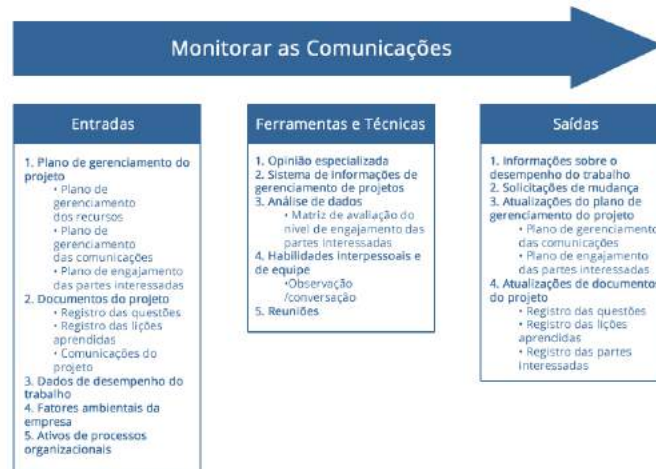 Monitorar as Comunicações
Entradas
1. Plano de gerenciamento do
projeto
• Plano de
gerenciamento
dos recursos
• Plano de
gerenciamento
das comunicações
• Plano de engajamento
das partes interessadas
2. Documentos do projeto
• Registro das questões
• Registro das lições
aprendidas
• Comunicações do
projeto
3. Dados de desempenho do
trabalho
4. Fatores ambientais da
empresa
5. Ativos de processos
organizacionais
Ferramentas e Técnicas
1. Opinião especializada
2. Sistema de informações de
gerenciamento de projetos
3. Análise de dados
• Matriz de avaliação do
nível de engajamento das
partes interessadas
4. Habilidades interpessoais e
de equipe
•Observação
/conversação
5. Reuniões
Saídas
1. Informações sobre o
desempenho do trabalho
2. Solicitações de mudança
3. Atualizações do plano de
gerenciamento do projeto
• Plano de gerenciamento
das comunicações
• Plano de engajamento
das partes interessadas
4. Atualizações de documentos
do projeto
• Registro das questões
• Registro das lições
aprendidas
• Registro das partes
interessadas